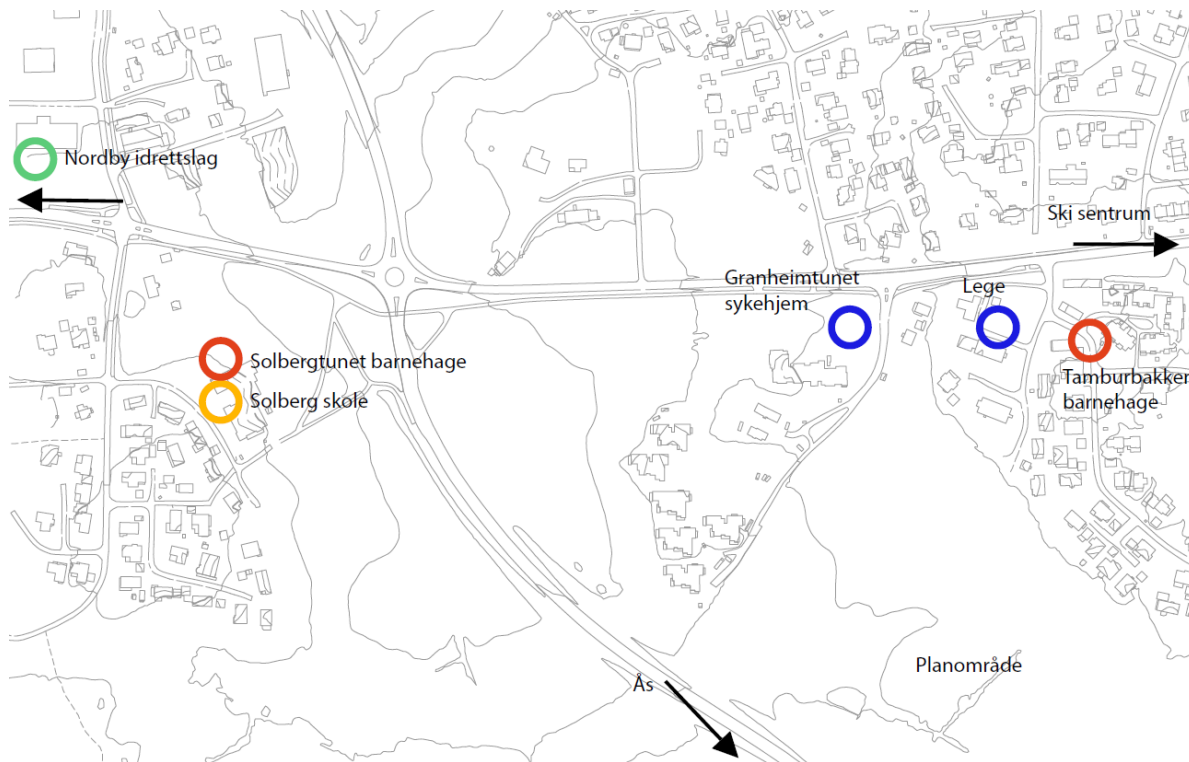 Nordby idrettslag
Ski sentrum
Granheimtunet
sykehjem
Lege
Solbergtunet barnehage
Solberg skole
Tamburbakken
barnehage
Planområde
Ås